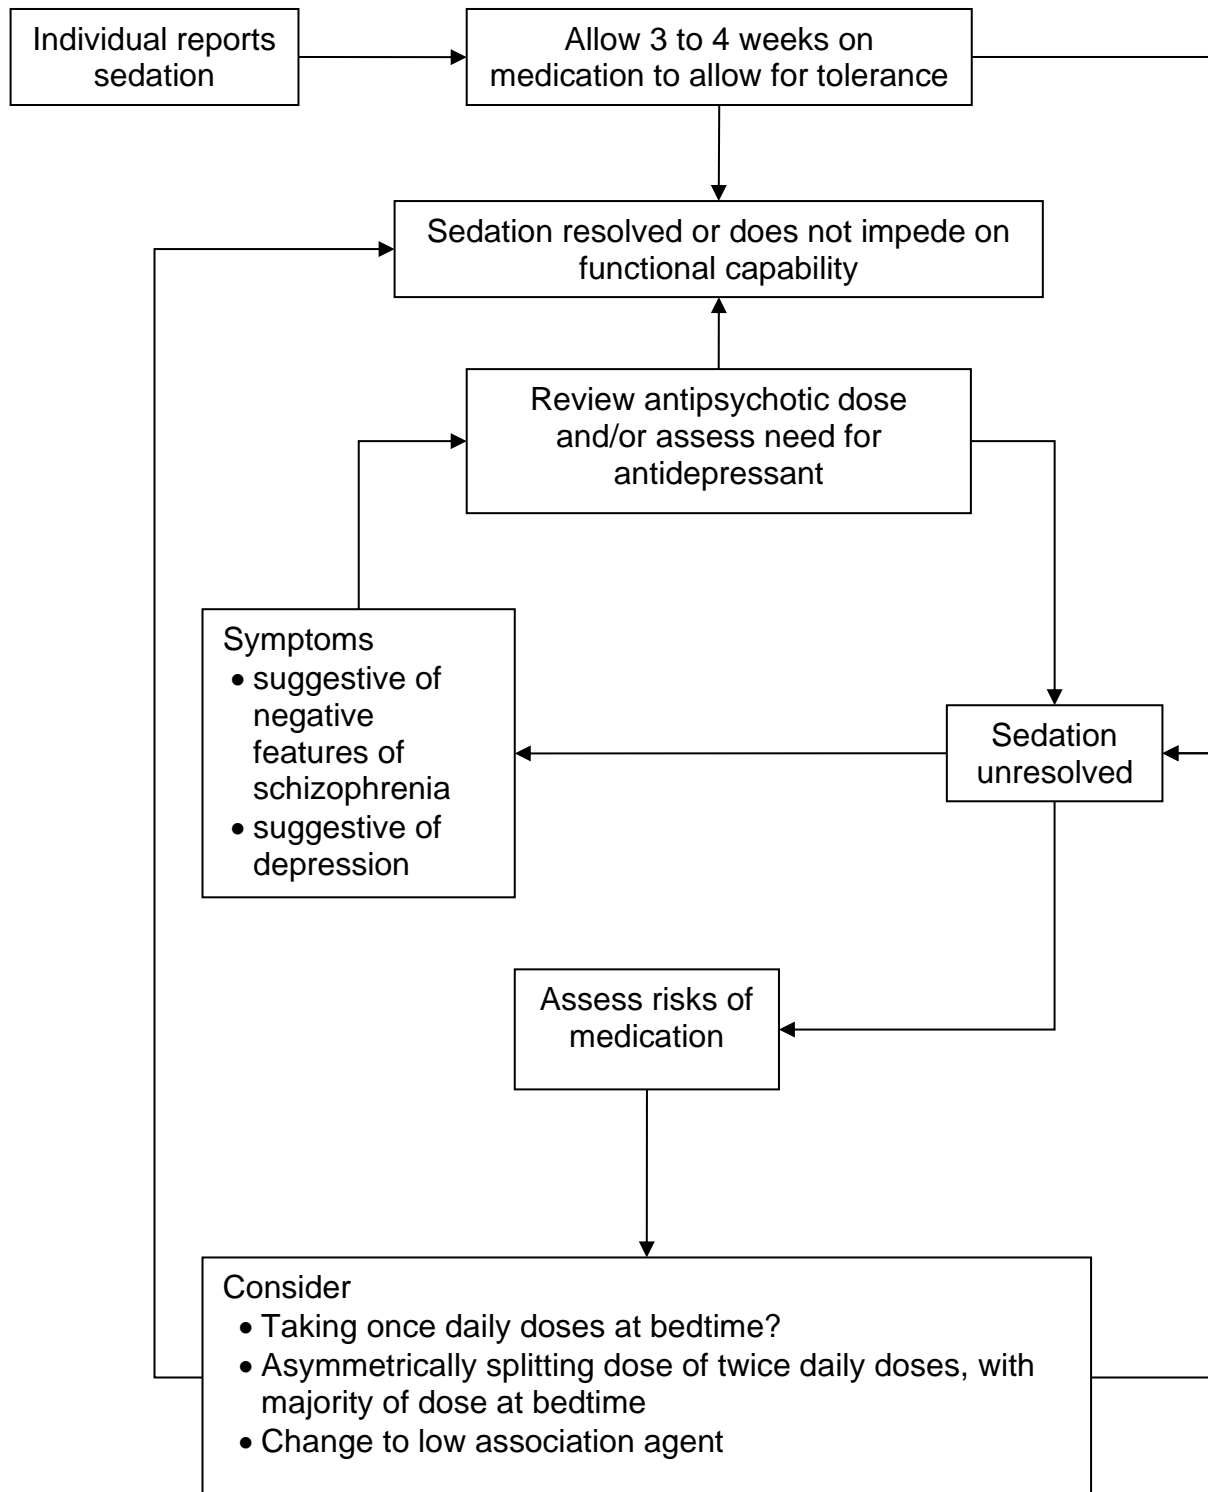 Individual reports
sedation
Allow 3 to 4 weeks on
medication to allow for tolerance
Sedation resolved or does not impede on
functional capability
Review antipsychotic dose
and/or assess need for
antidepressant
Symptoms
• suggestive of
negative
features of
schizophrenia
• suggestive of
depression
Sedation
unresolved
Assess risks of
medication
Consider
• Taking once daily doses at bedtime?
• Asymmetrically splitting dose of twice daily doses, with
majority of dose at bedtime
• Change to low association agent